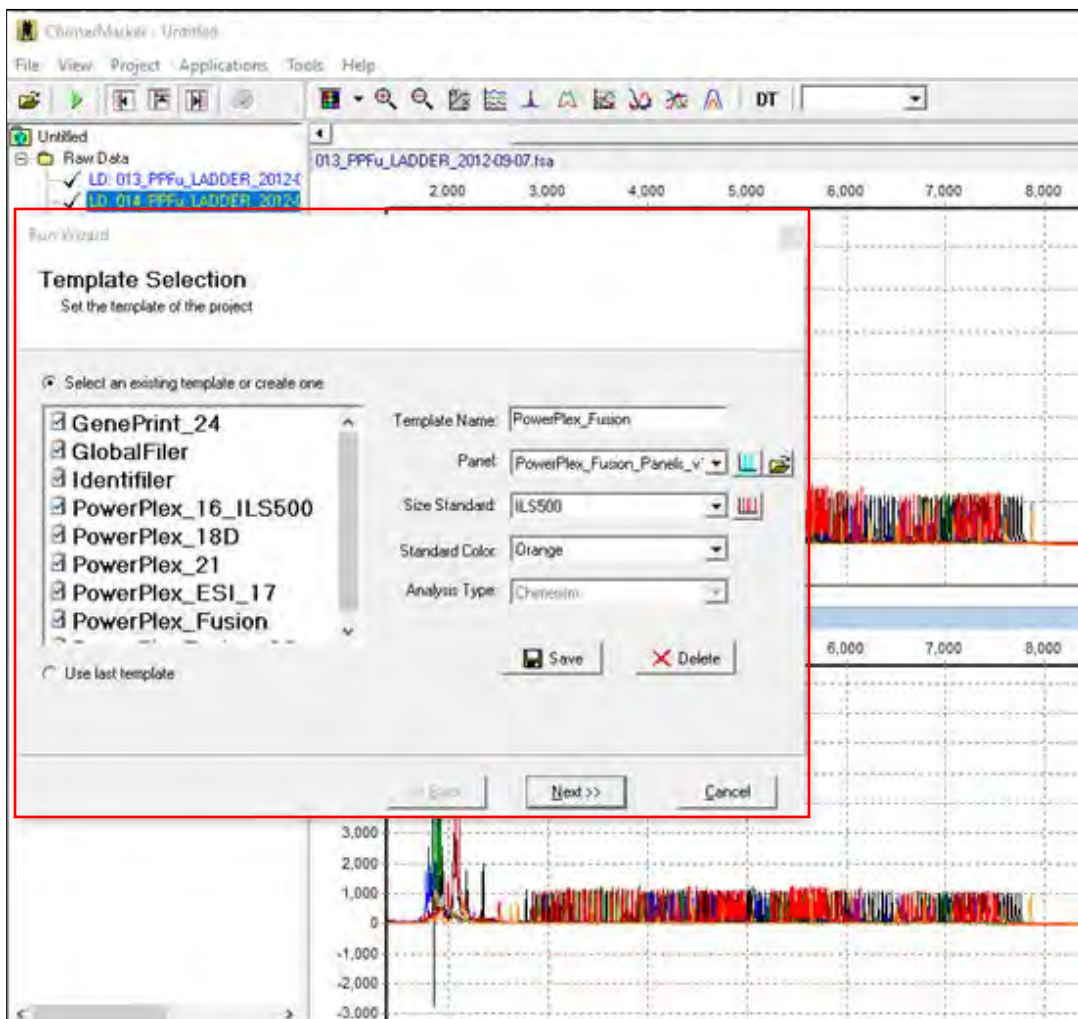 ChimerMarker - Untitled
File View Project Applications Tools Help
DT
Untitled
Raw Data
LD: 013_PPFu_LADDER_2012-0
LD: 014_PPFu_LADDER_2012-0
013_PPFu_LADDER_2012-09-07.fsa
2,000 3,000 4,000 5,000 6,000 7,000 8,000
Run Wizard
Template Selection
Set the template of the project
Select an existing template or create one
GenePrint_24
GlobalFiler
Identifiler
PowerPlex_16_ILS500
PowerPlex_18D
PowerPlex_21
PowerPlex_ESI_17
PowerPlex_Fusion
Use last template
Template Name: PowerPlex_Fusion
Panel: PowerPlex_Fusion_Panels_v
Size Standard: ILS500
Standard Color: Orange
Analysis Type: Chimerism
Save Delete
<< Back Next >> Cancel
6,000 7,000 8,000
3,000
2,000
1,000
0
-1,000
-2,000
-3,000